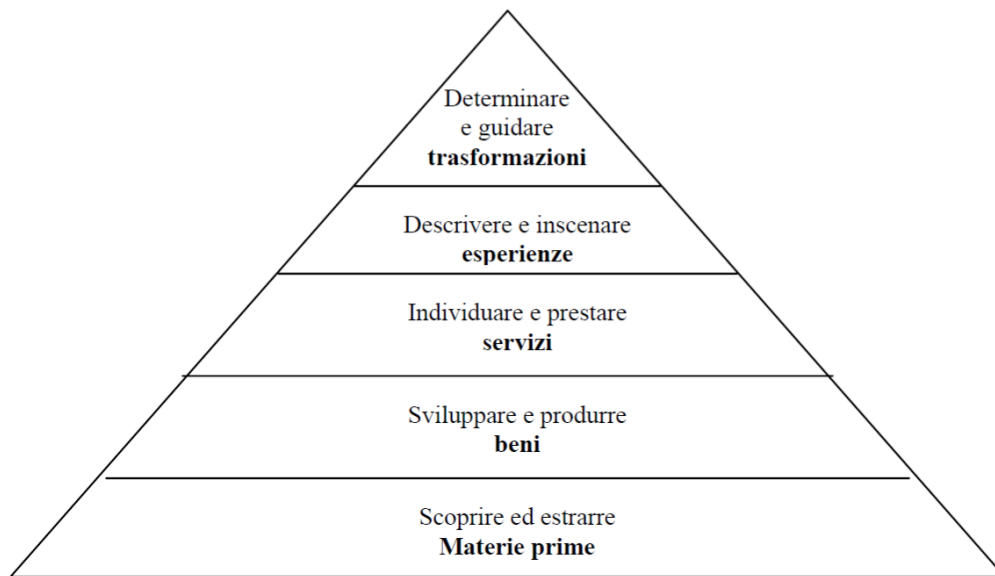 Determinare
e guidare
trasformazioni
Descrivere e inscenare
esperienze
Individuare e prestare
servizi
Sviluppare e produrre
beni
Scoprire ed estrarre
Materie prime